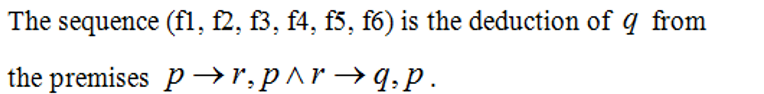 The sequence (f1, f2, f3, f4, f5, f6) is the deduction of q from
the premises p → r, p ∧ r → q, p .